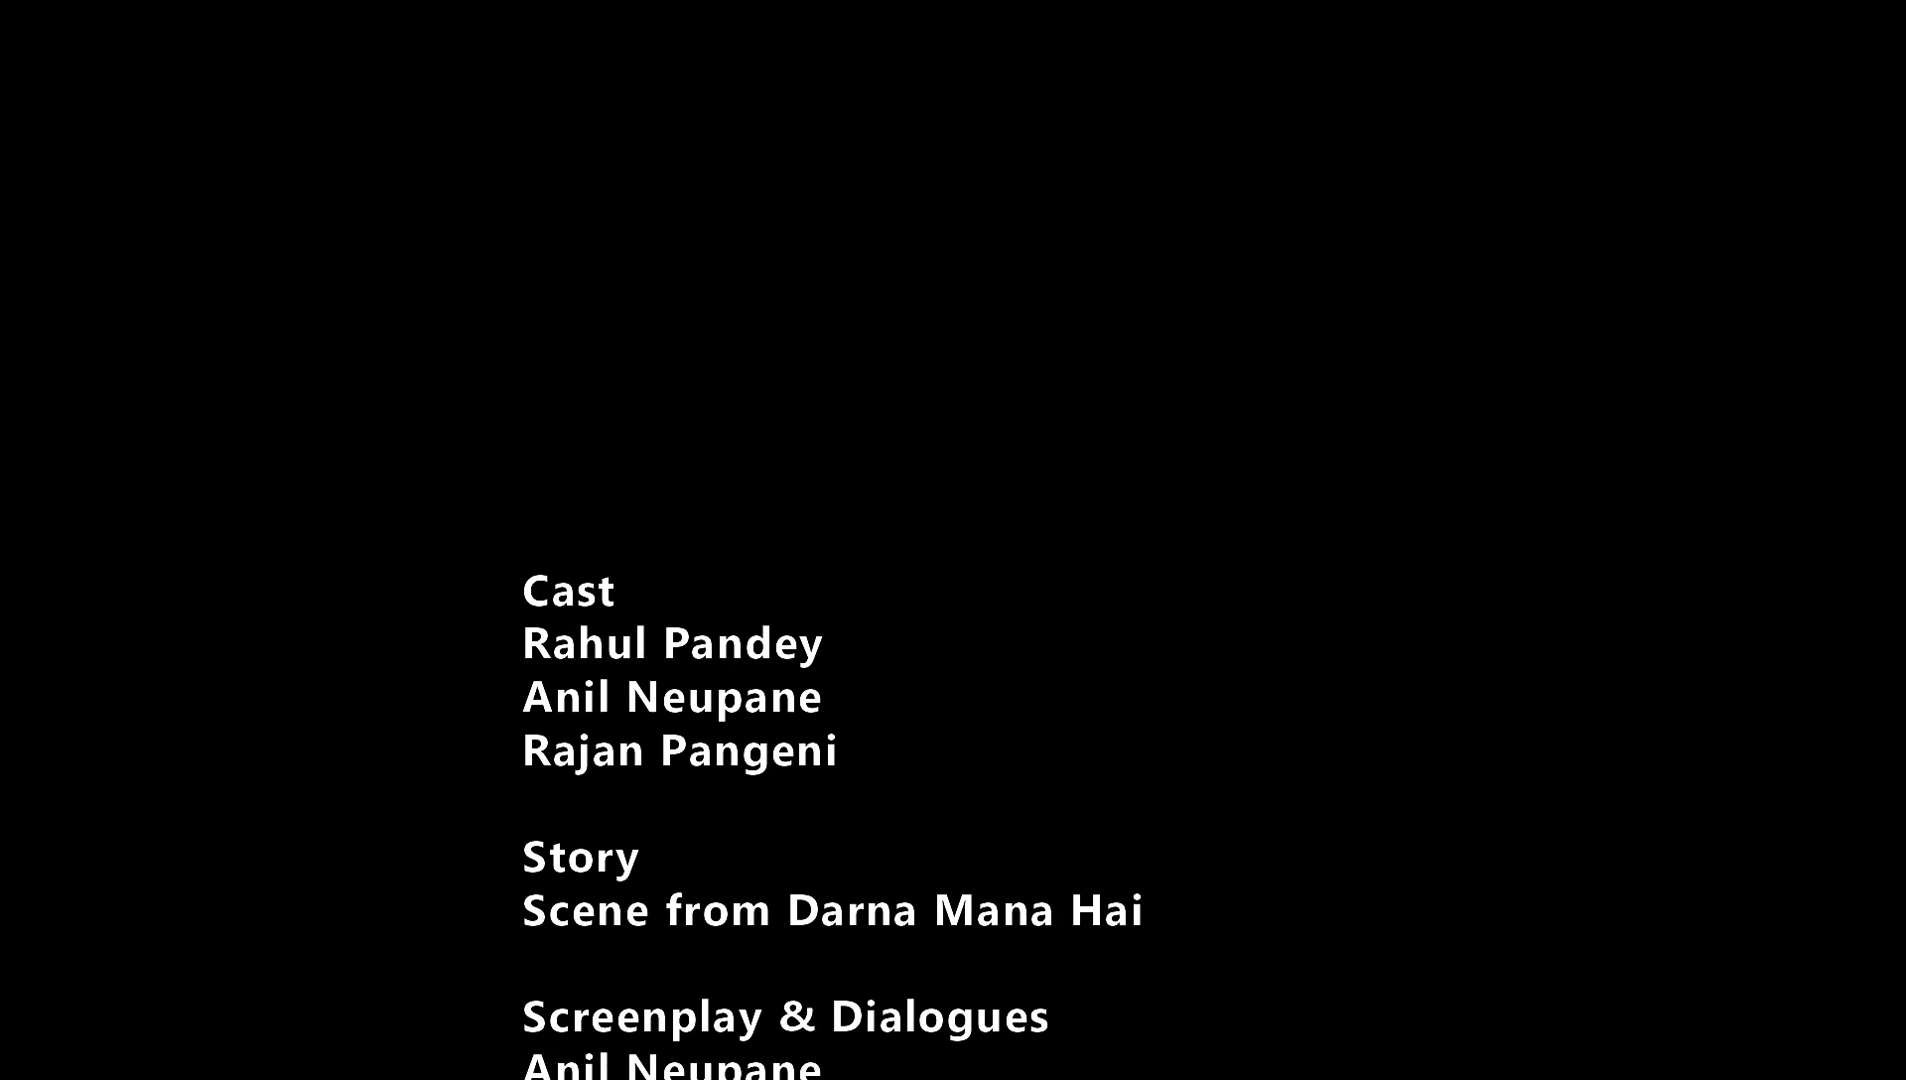 Cast
Rahul Pandey
Anil Neupane
Rajan Pangeni
Story
Scene from Darna Mana Hai
Screenplay & Dialogues
Anil Neupane